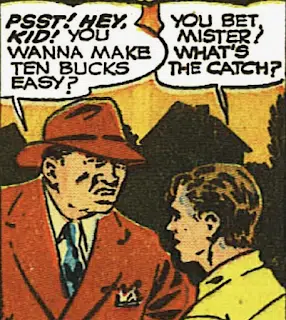 PSST! HEY,
KID! YOU
WANNA MAKE
TEN BUCKS
EASY?
YOU BET,
MISTER!
WHAT'S
THE CATCH?